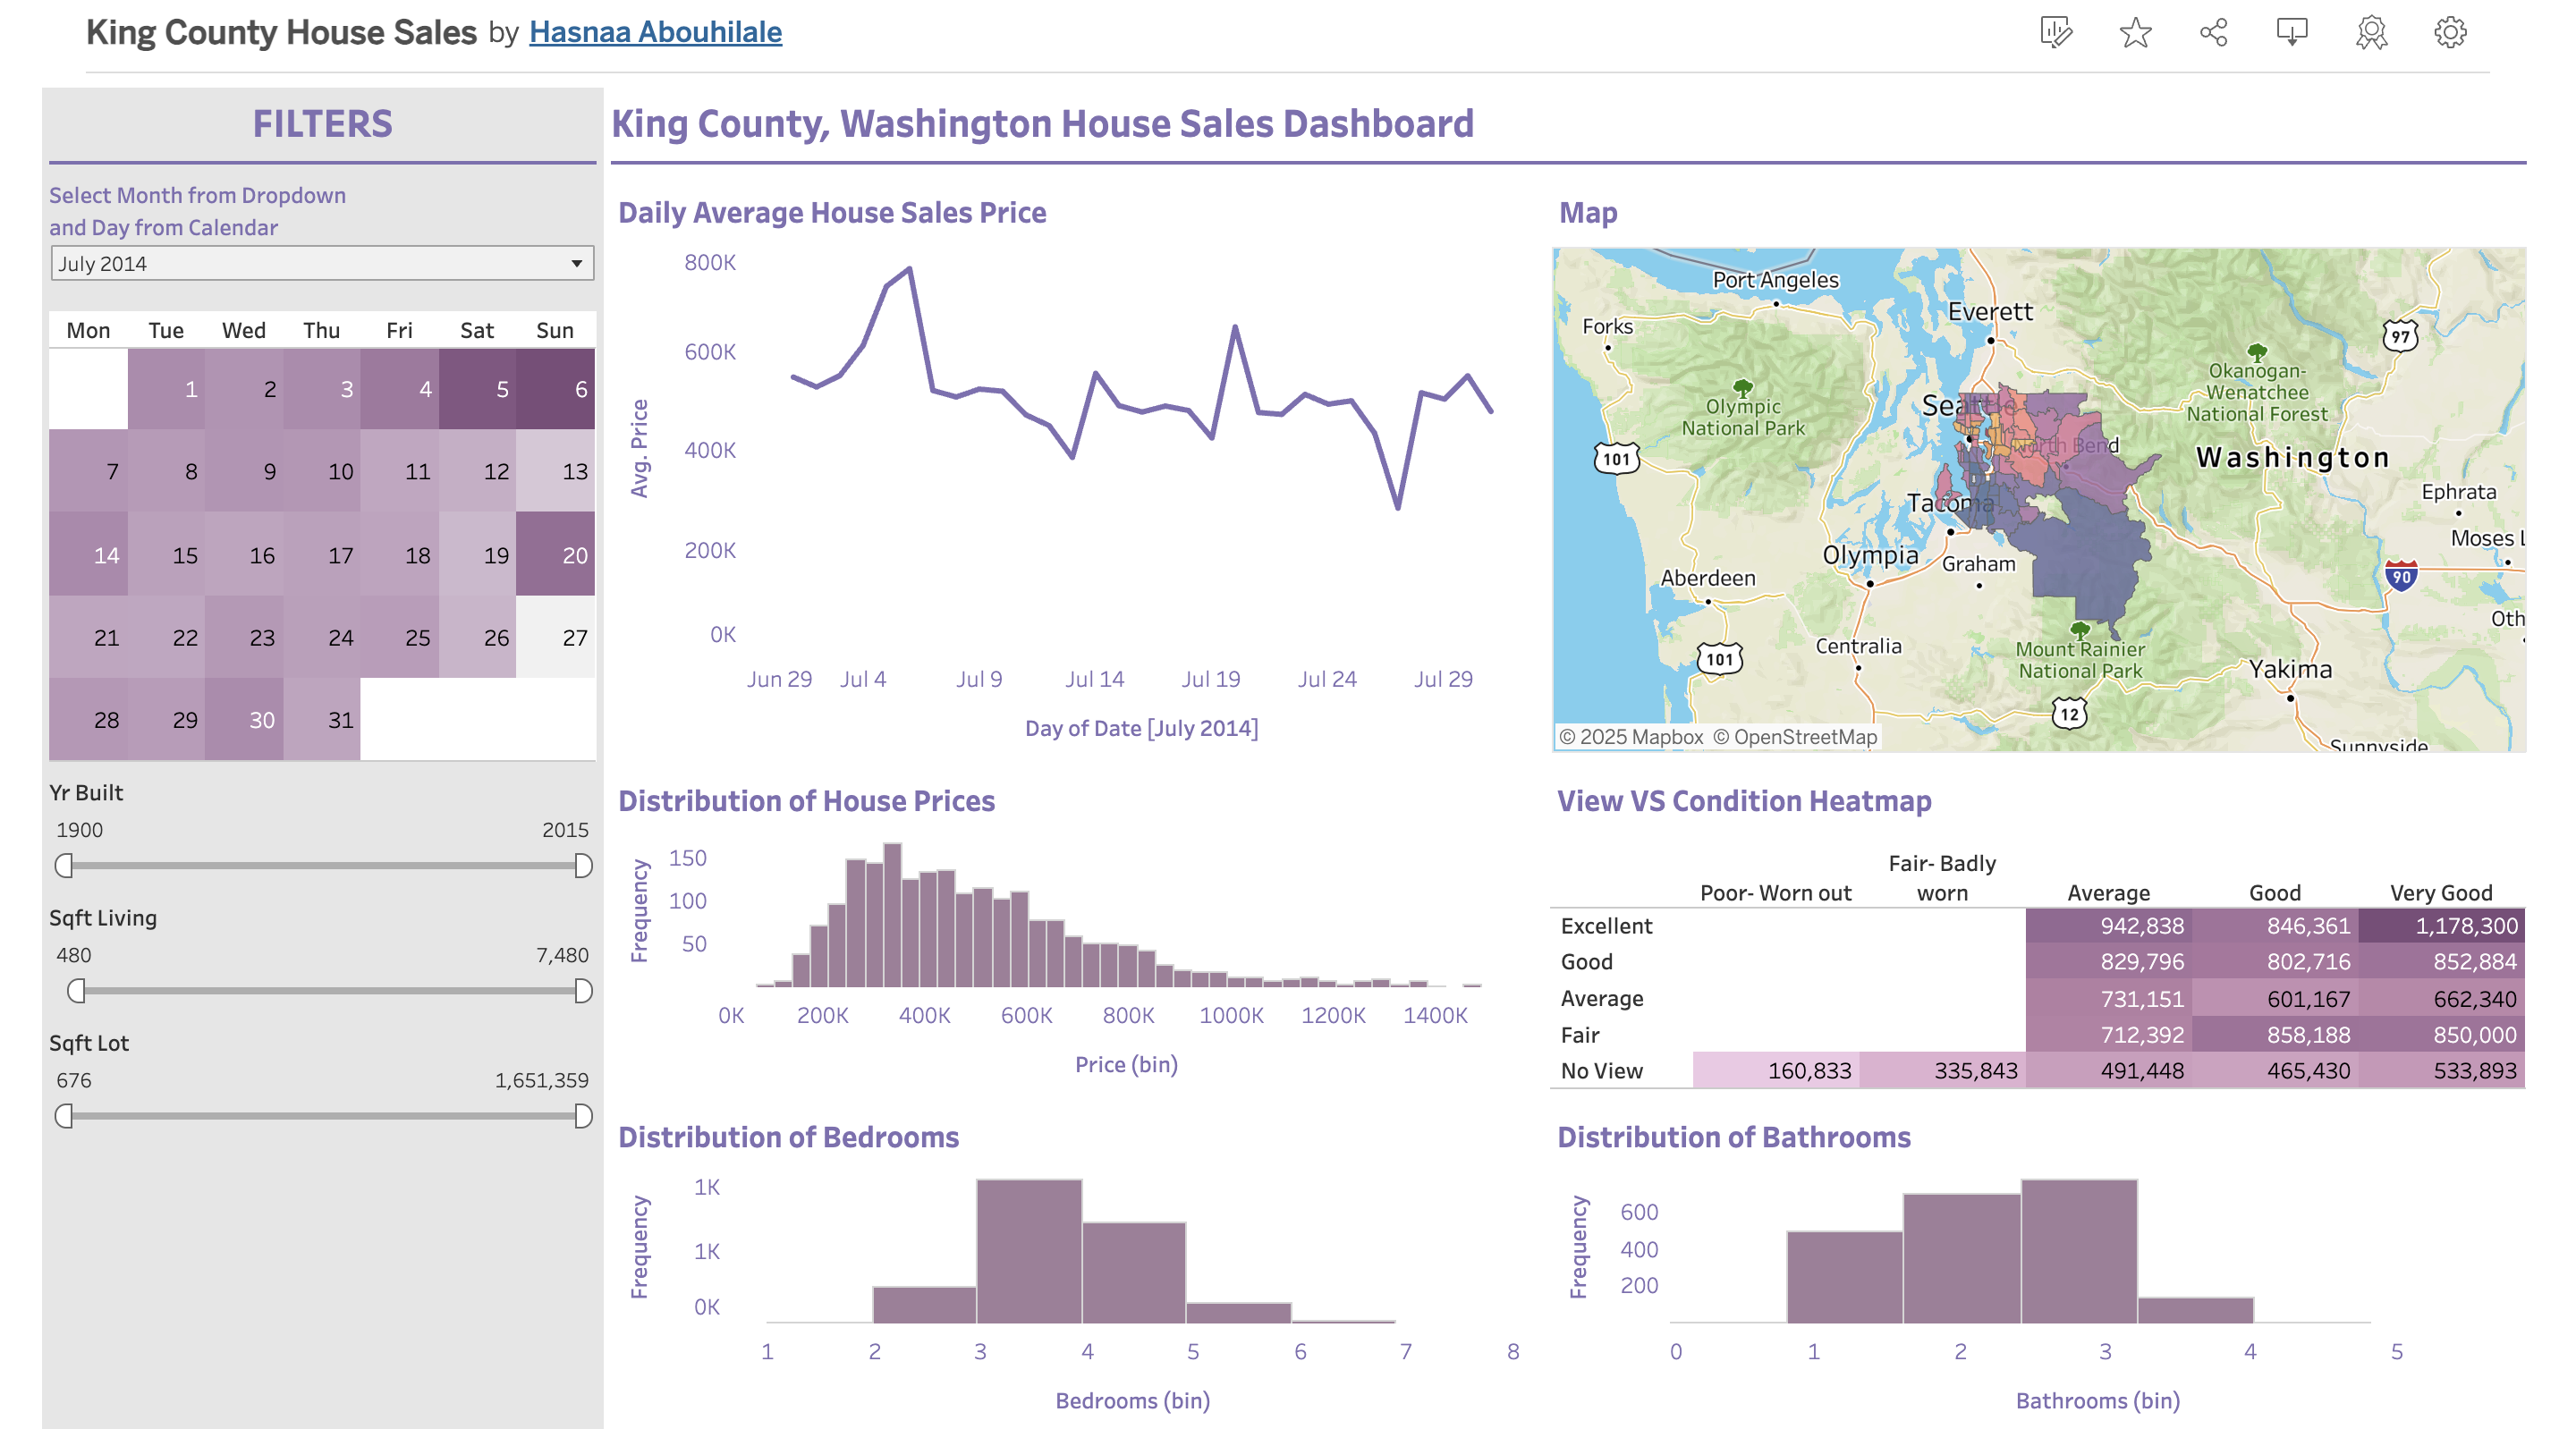 King County House Sales by Hasnaa Abouhilale
FILTERS
Select Month from Dropdown
and Day from Calendar
July 2014
Mon Tue Wed Thu Fri Sat Sun
1 2 3 4 5 6
7 8 9 10 11 12 13
14 15 16 17 18 19 20
21 22 23 24 25 26 27
28 29 30 31
Yr Built
1900 2015
Sqft Living
480 7,480
Sqft Lot
676 1,651,359
King County, Washington House Sales Dashboard
Daily Average House Sales Price
800K
600K
400K
200K
0K
Avg. Price
Jun 29 Jul 4 Jul 9 Jul 14 Jul 19 Jul 24 Jul 29
Day of Date [July 2014]
Map
Port Angeles
Everett
Forks
97
Okanogan-
Wenatchee
National Forest
Olympic
National Park
Seattle
North Bend
101
Washington
Ephrata
Tacoma
Moses L
Olympia
Graham
Aberdeen
90
Oth
Centralia
101
Mount Rainier
National Park
Yakima
12
Sunnyside
© 2025 Mapbox © OpenStreetMap
Distribution of House Prices
150
100
50
Frequency
0K 200K 400K 600K 800K 1000K 1200K 1400K
Price (bin)
View VS Condition Heatmap
Poor- Worn out
Fair- Badly
worn
Average Good Very Good
Excellent 942,838 846,361 1,178,300
Good 829,796 802,716 852,884
Average 731,151 601,167 662,340
Fair 712,392 858,188 850,000
No View 160,833 335,843 491,448 465,430 533,893
Distribution of Bedrooms
1K
1K
0K
Frequency
1 2 3 4 5 6 7 8
Bedrooms (bin)
Distribution of Bathrooms
600
400
200
Frequency
0 1 2 3 4 5
Bathrooms (bin)